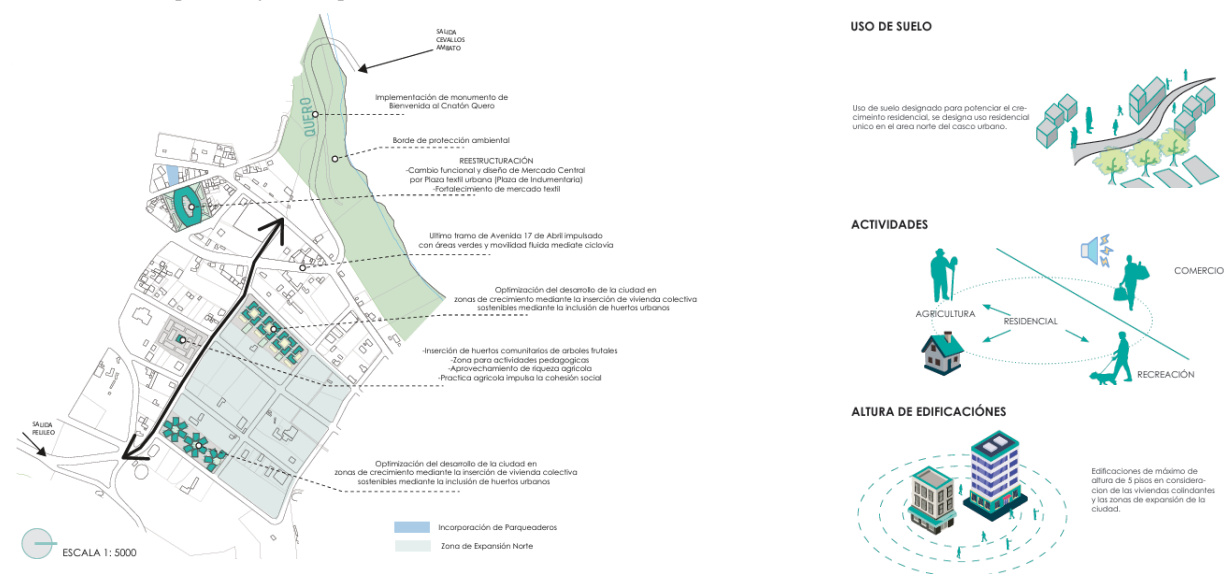 SALIDA
CEVALLOS
AMBATO
Implementación de monumento de
Bienvenida al Cnatón Quero
QUERO
Borde de protección ambiental
REESTRUCTURACIÓN
-Cambio funcional y diseño de Mercado Central
por Plaza textil urbana (Plaza de Indumentaria)
-Fortalecimiento de mercado textil
Ultimo tramo de Avenida 17 de Abril impulsado
con áreas verdes y movilidad fluida mediate ciclovía
Optimización del desarrollo de la ciudad en
zonas de crecimiento mediante la inserción de vivienda colectiva
sostenibles mediante la inclusión de huertos urbanos
-Inserción de huertos comunitarios de arboles frutales
-Zona para actividades pedagogicas
-Aprovechamiento de riqueza agricola
-Practica agricola impulsa la cohesión social
SALIDA
PELILEO
Optimización del desarrollo de la ciudad en
zonas de crecimiento mediante la inserción de vivienda colectiva
sostenibles mediante la inclusión de huertos urbanos
Incorporación de Parqueaderos
Zona de Expansión Norte
ESCALA 1: 5000
USO DE SUELO
Uso de suelo designado para potenciar el cre-
cimeinto residencial, se designa uso residencial
unico en el area norte del casco urbano.
ACTIVIDADES
COMERCIO
AGRICULTURA
RESIDENCIAL
RECREACIÓN
ALTURA DE EDIFICACIÓNES
Edificaciones de máximo de
altura de 5 pisos en considera-
cion de las viviendas colindantes
y las zonas de expansión de la
ciudad.